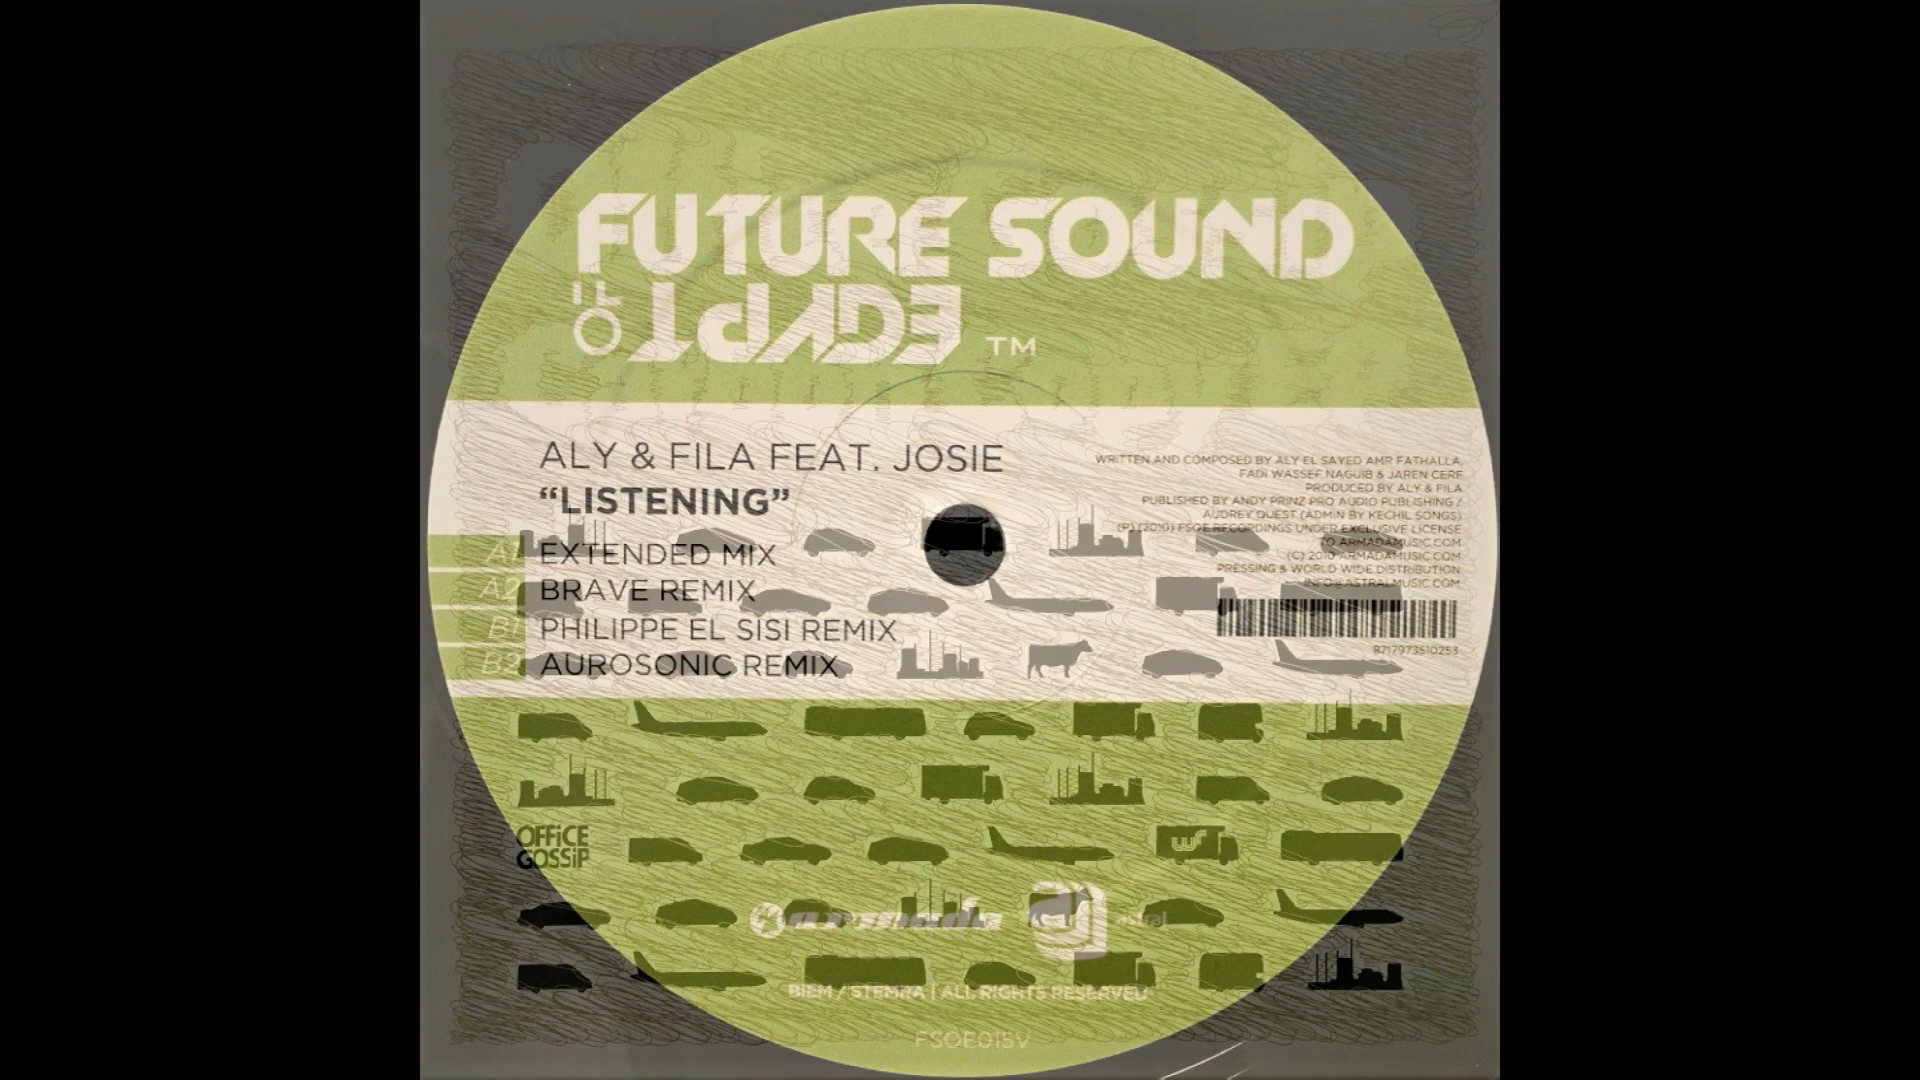 FUTURE SOUND
OF EGYPT ™
ALY & FILA FEAT. JOSIE
“LISTENING”
A1 EXTENDED MIX
A2 BRAVE REMIX
B1 PHILIPPE EL SISI REMIX
B2 AUROSONIC REMIX
WRITTEN AND COMPOSED BY ALY EL SAYED AMR FATHALLA,
FADI WASSEF NAGUIB & JAREN CERF
PRODUCED BY ALY & FILA
PUBLISHED BY ANDY PRINZ PRO AUDIO PUBLISHING /
AUDREY QUEST (ADMIN BY KECHIL SONGS)
(P) (2010) FSOE RECORDINGS UNDER EXCLUSIVE LICENSE
TO ARMADAMUSIC.COM
(C) 2010 ARMADAMUSIC.COM
PRESSING & WORLD WIDE DISTRIBUTION
INFO@ASTRALMUSIC.COM
8717973510253
OFFiCE
GOSSiP
armada astral
BIEM / STEMRA | ALL RIGHTS RESERVED
FSOE015V